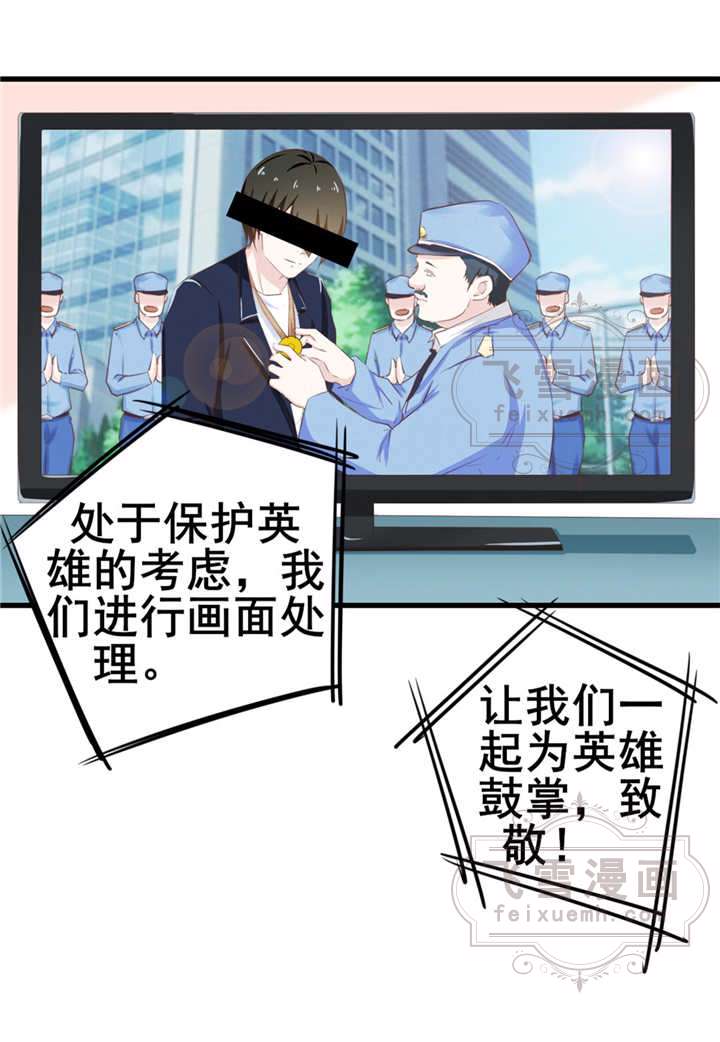 飞雪漫画
feixuemh.com
处于保护英
雄的考虑，我
们进行画面处
理。
让我们一
起为英雄
鼓掌，致
敬！
飞雪漫画
feixuemh.com